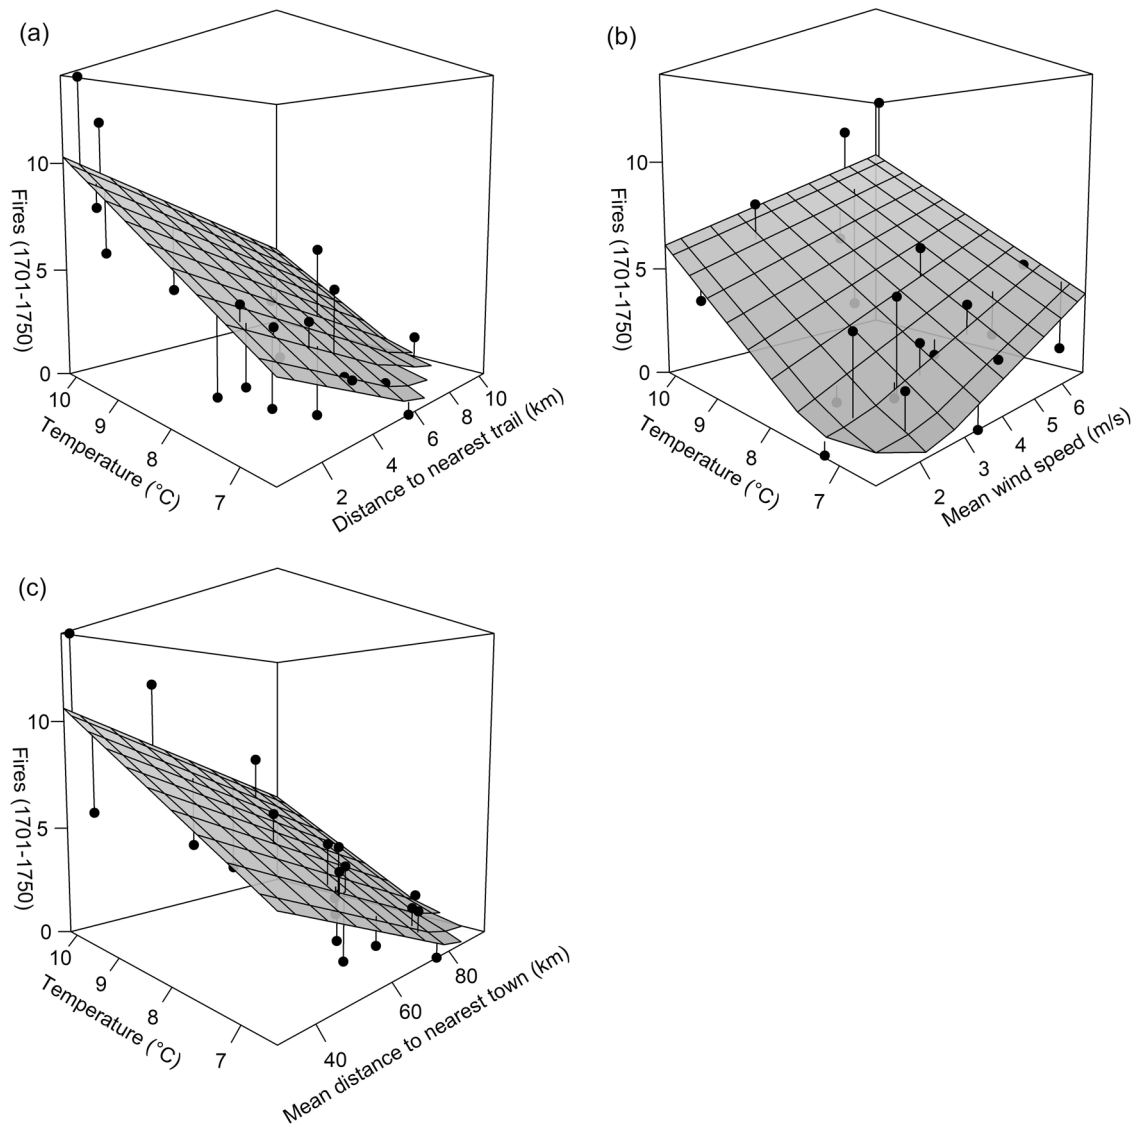 (a)
10
5
0
Fires (1701-1750)
10
9
8
7
Temperature (°C)
2
4
6
8
10
Distance to nearest trail (km)
(b)
10
5
0
Fires (1701-1750)
10
9
8
7
Temperature (°C)
2
3
4
5
6
Mean wind speed (m/s)
(c)
10
5
0
Fires (1701-1750)
10
9
8
7
Temperature (°C)
40
60
80
Mean distance to nearest town (km)